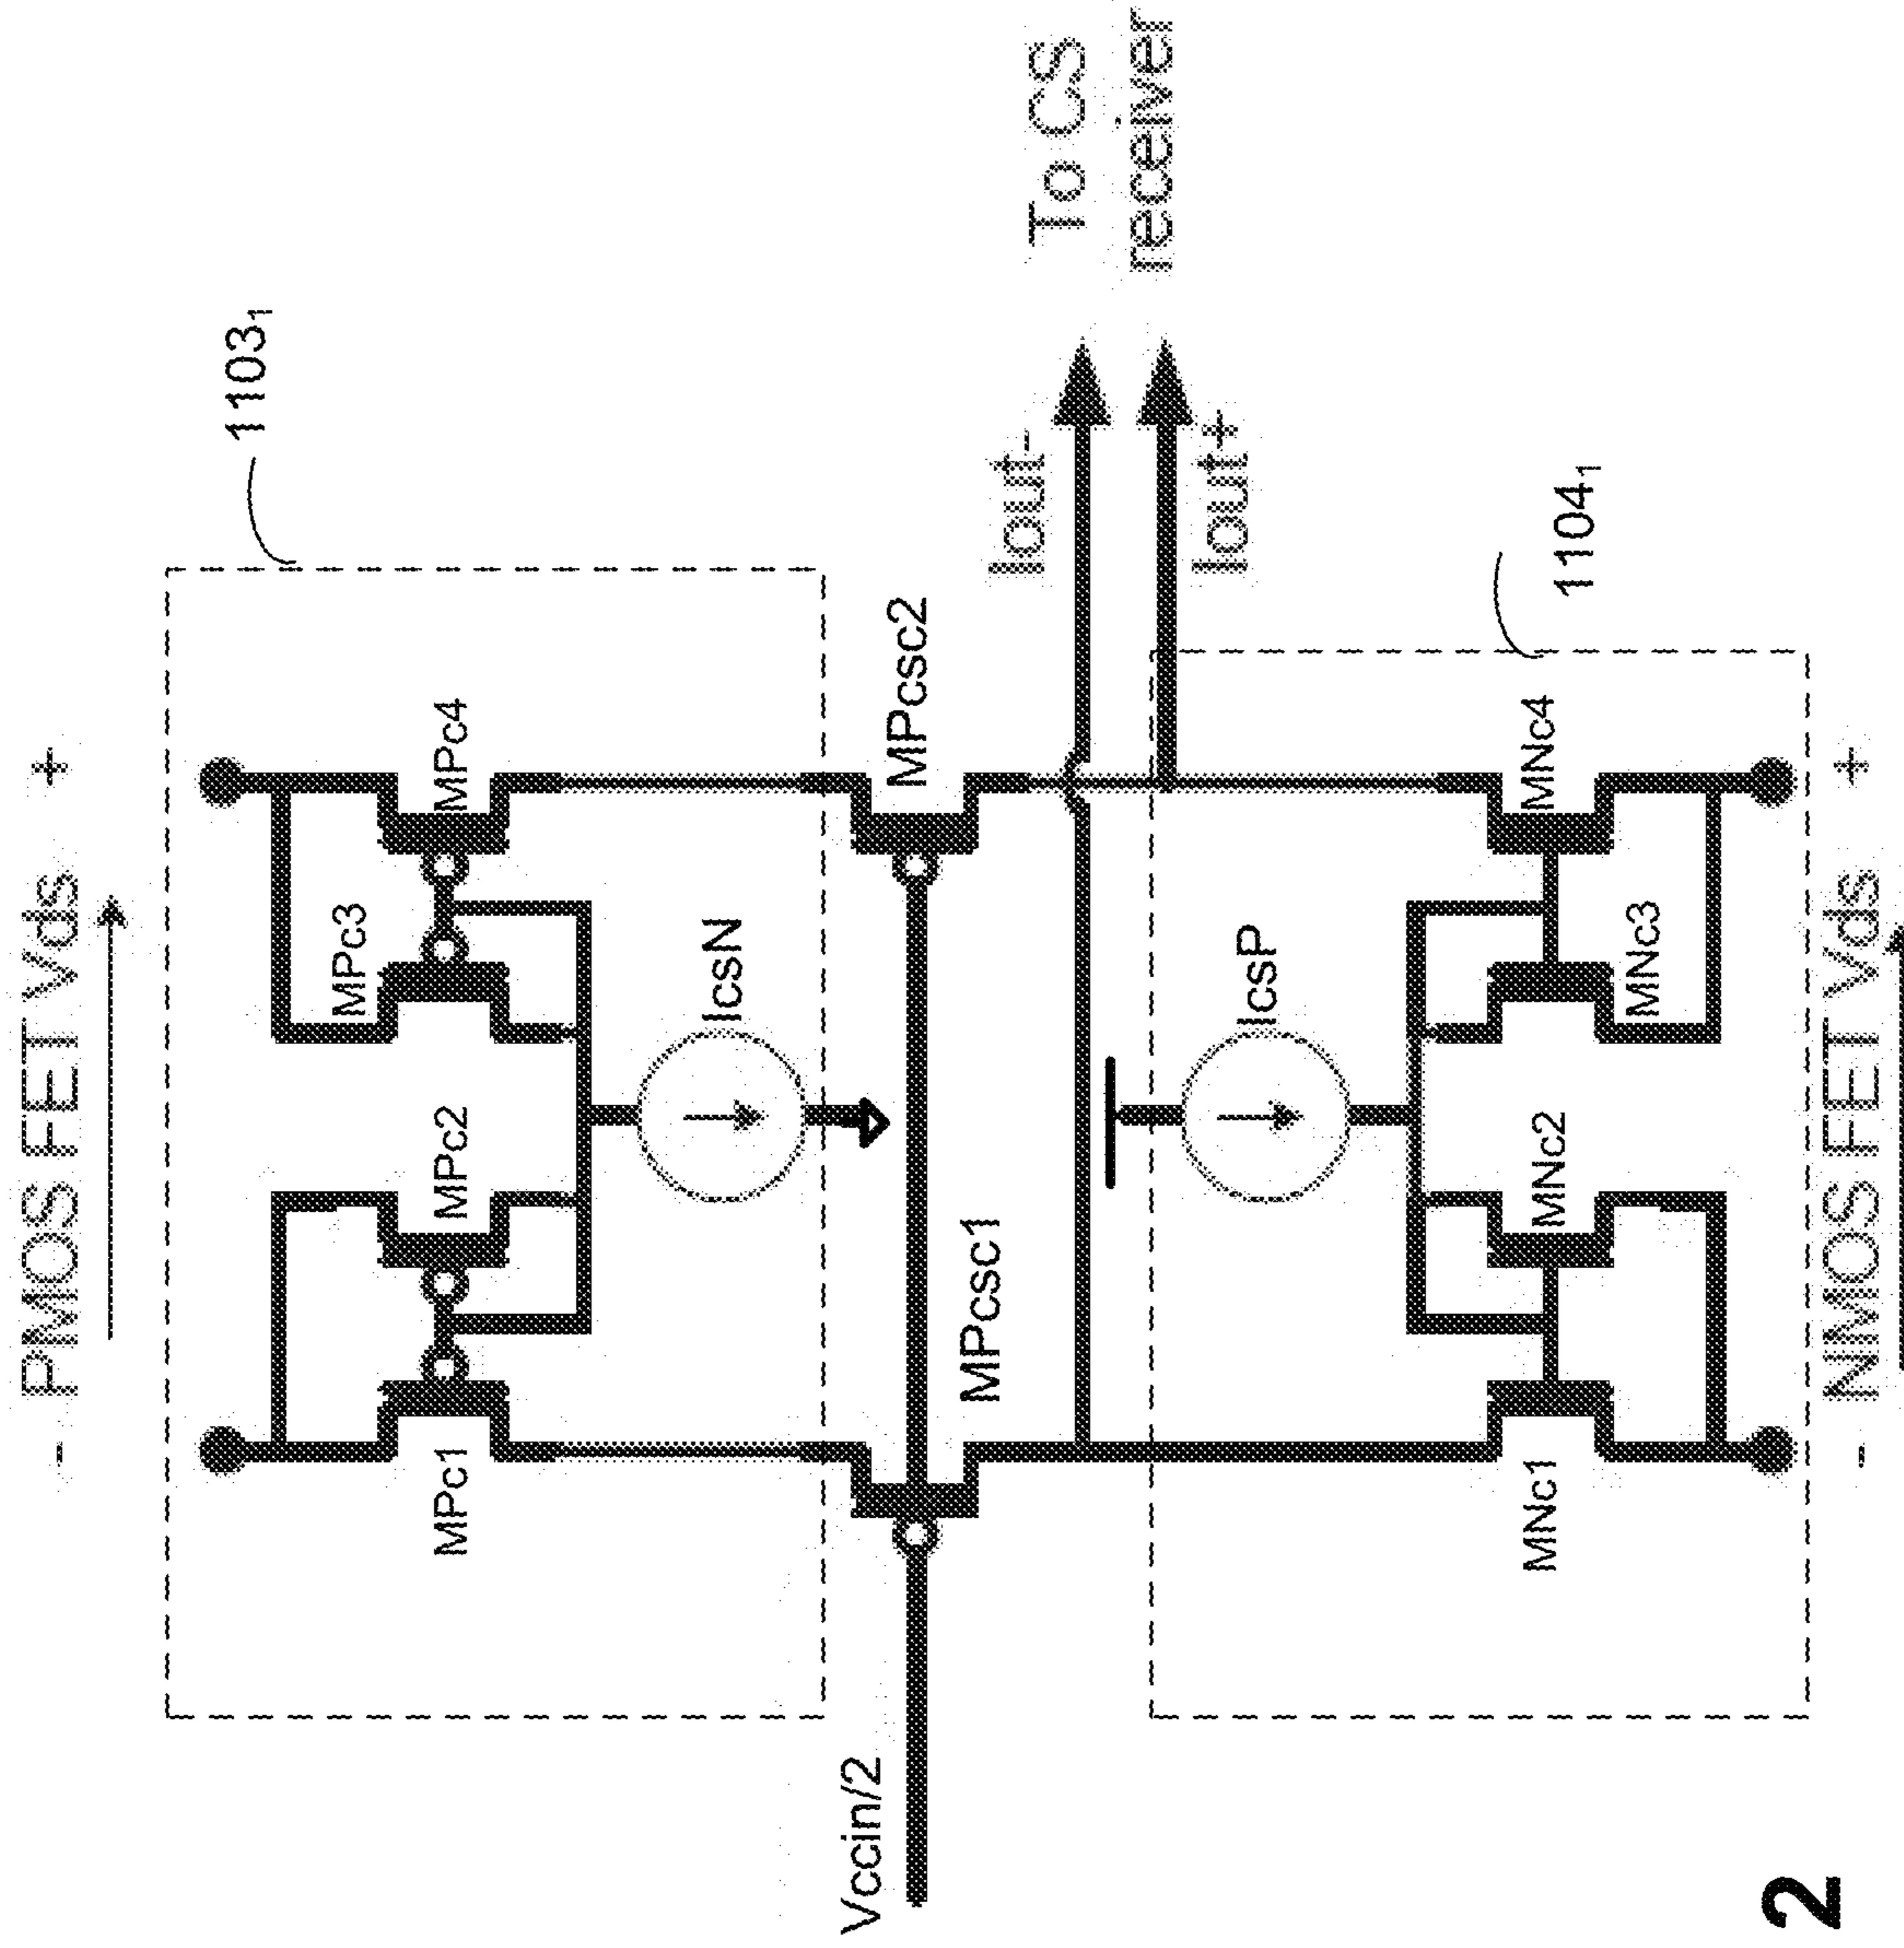 - PMOS FET Vds +
1103₁
MPc1
MPc2
MPc3
MPc4
IcsN
Vccin/2
MPcsc1
MPcsc2
Iout-
Iout+
To CS
receiver
IcsP
1104₁
MNc1
MNc2
MNc3
MNc4
- NMOS FET Vds +
2